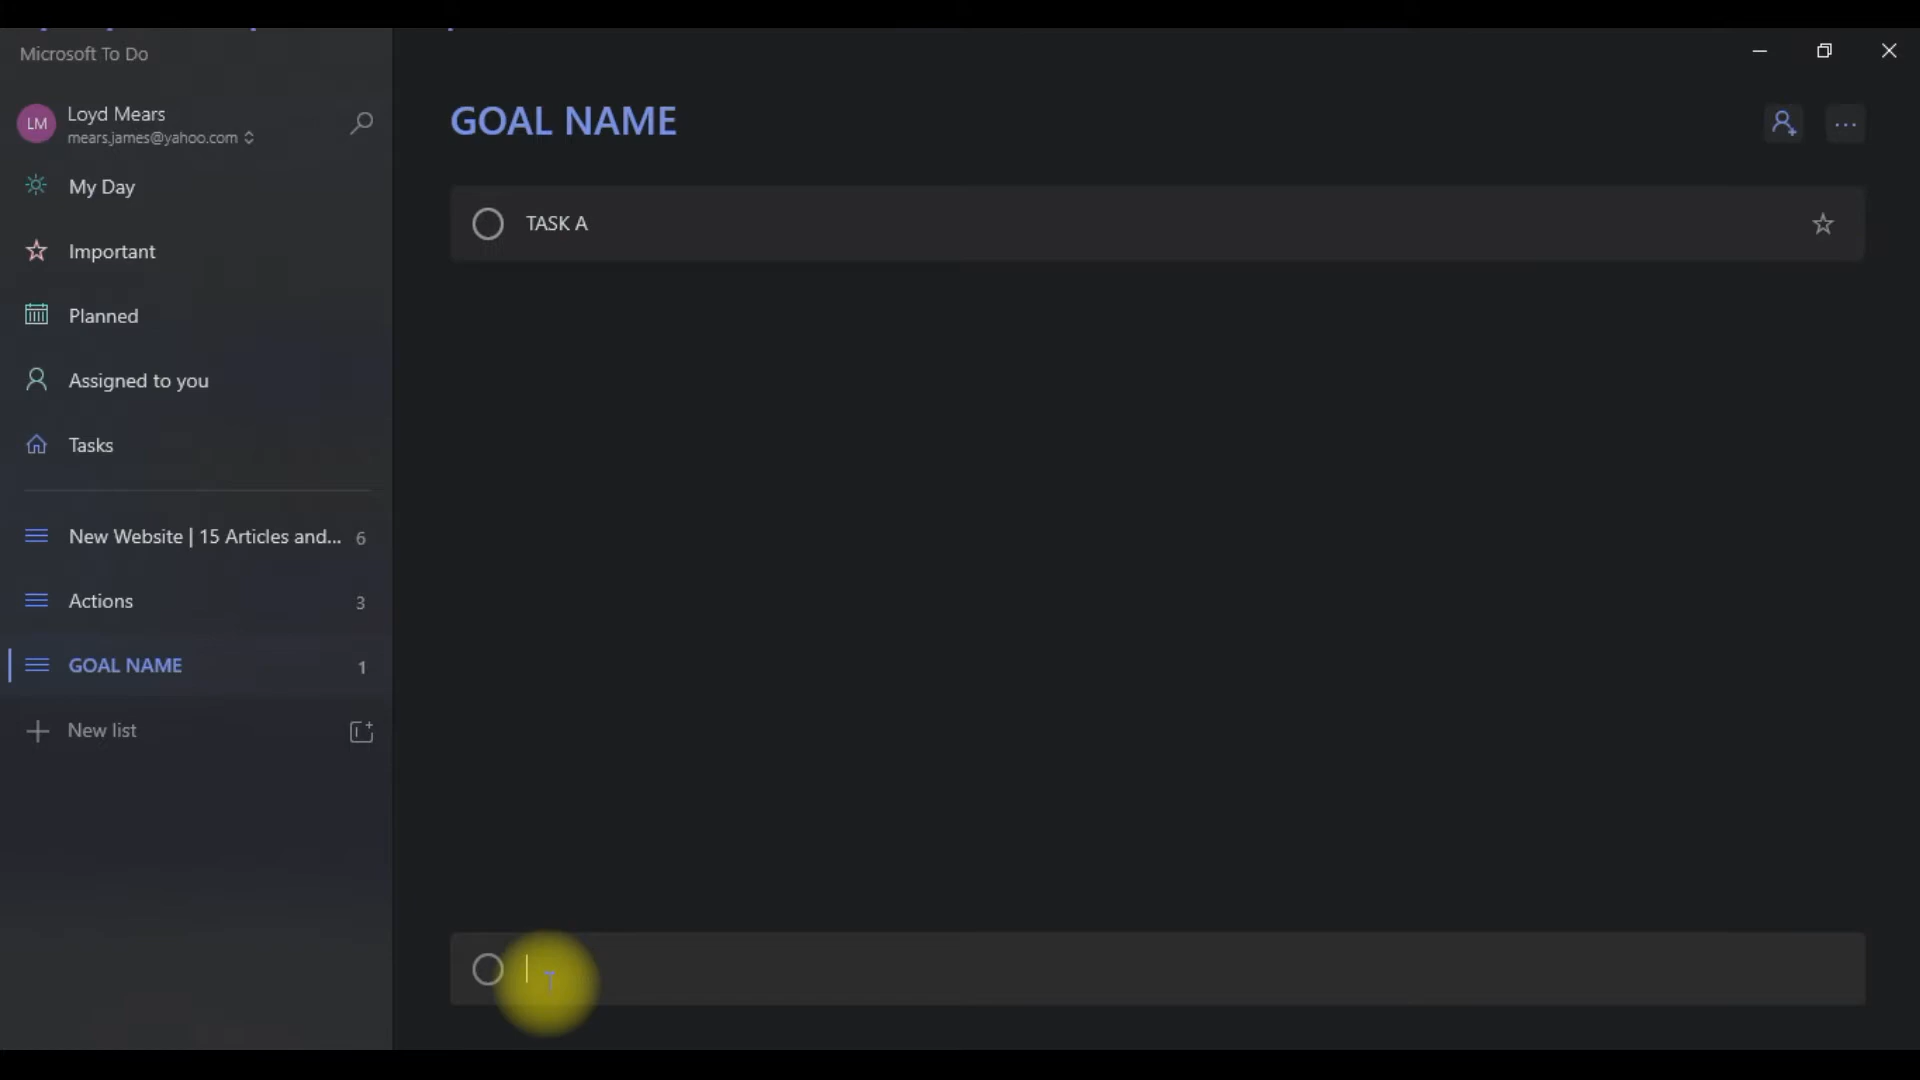 Microsoft To Do
LM
Loyd Mears
mears.james@yahoo.com
My Day
Important
Planned
Assigned to you
Tasks
New Website | 15 Articles and... 6
Actions 3
GOAL NAME 1
New list
GOAL NAME
TASK A